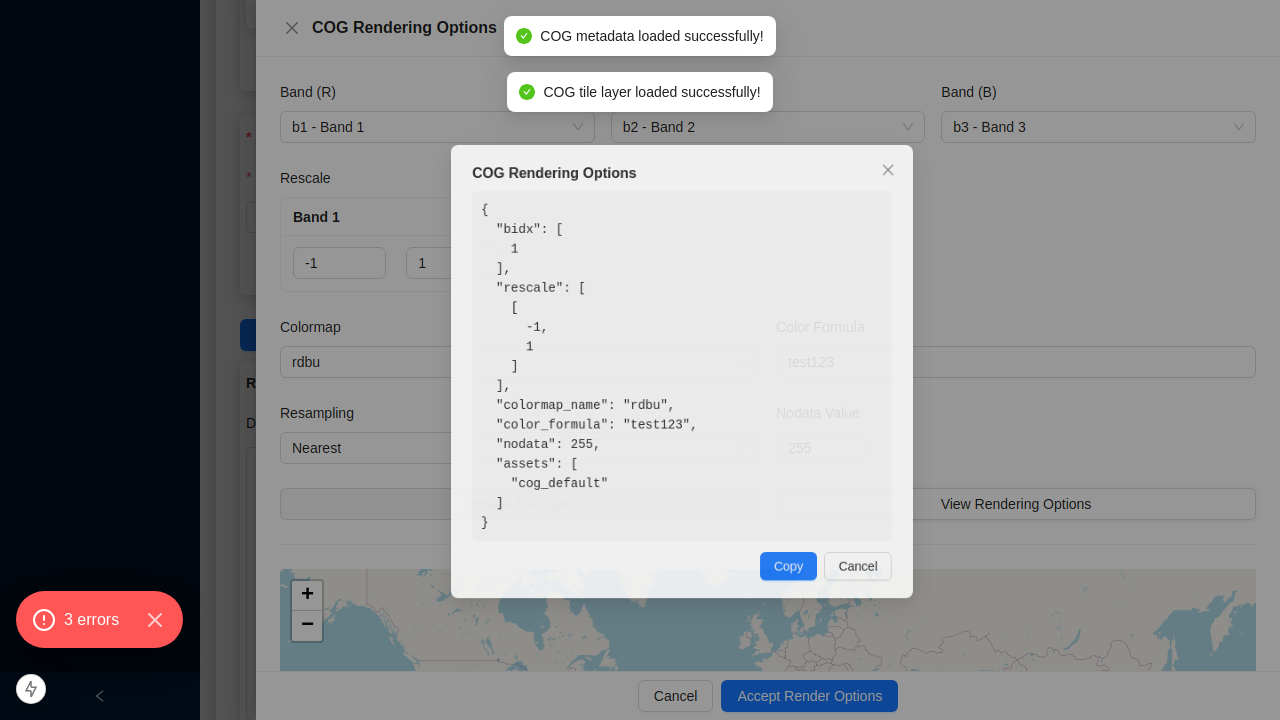 COG Rendering Options
COG metadata loaded successfully!
COG tile layer loaded successfully!
Band (R)
Band (B)
b1 - Band 1
b2 - Band 2
b3 - Band 3
Rescale
Band 1
-1
1
Colormap
Color Formula
rdbu
test123
Resampling
Nodata Value
Nearest
255
View Rendering Options
COG Rendering Options
{
"bidx": [
1
],
"rescale": [
[
-1,
1
]
],
"colormap_name": "rdbu",
"color_formula": "test123",
"nodata": 255,
"assets": [
"cog_default"
]
}
Copy
Cancel
+
−
3 errors
Cancel
Accept Render Options